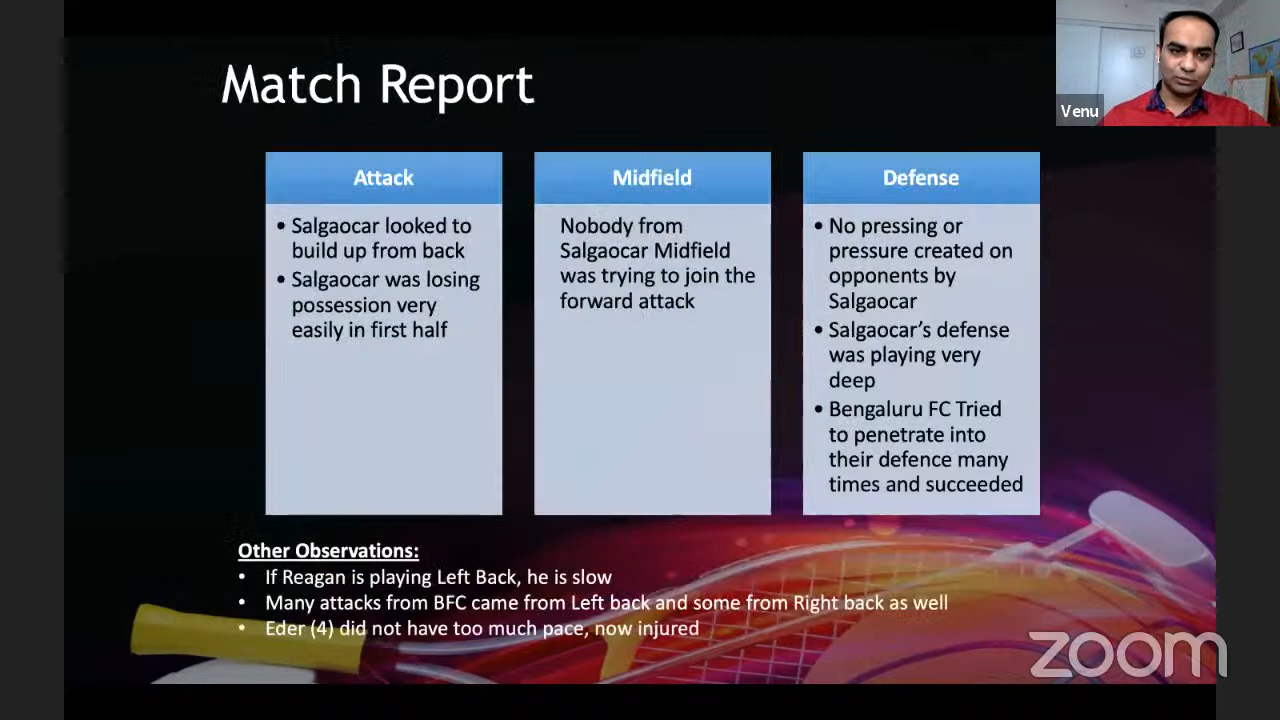 Match Report
Venu
Attack
• Salgaocar looked to
build up from back
• Salgaocar was losing
possession very
easily in first half
Midfield
Nobody from
Salgaocar Midfield
was trying to join the
forward attack
Defense
• No pressing or
pressure created on
opponents by
Salgaocar
• Salgaocar’s defense
was playing very
deep
• Bengaluru FC Tried
to penetrate into
their defence many
times and succeeded
Other Observations:
• If Reagan is playing Left Back, he is slow
• Many attacks from BFC came from Left back and some from Right back as well
• Eder (4) did not have too much pace, now injured
zoom